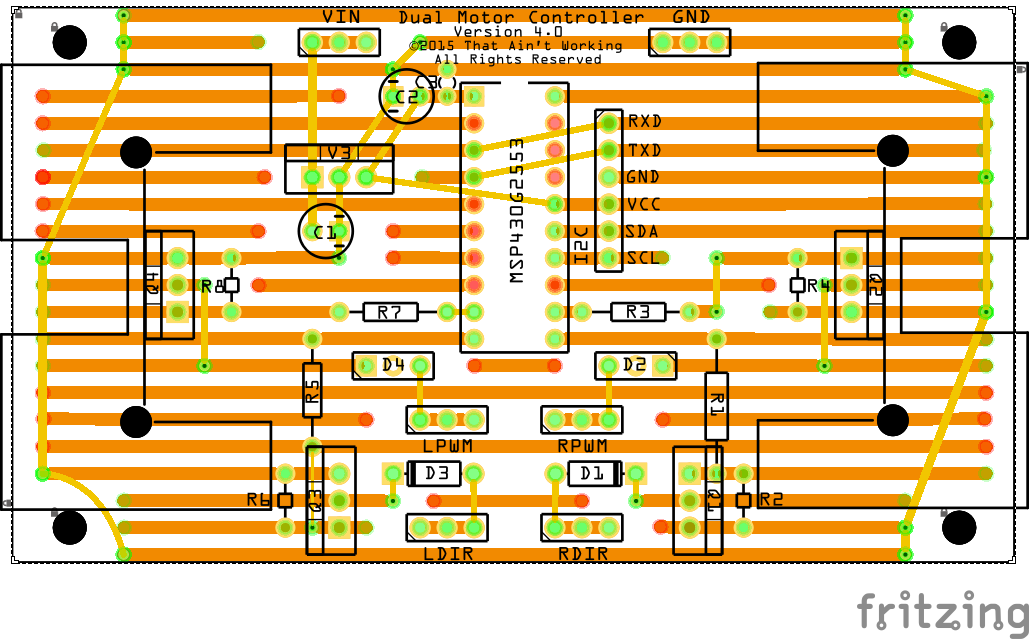 VIN Dual Motor Controller GND
Version 4.0
©2015 That Ain't Working
All Rights Reserved
C3
C2
RXD
V3
TXD
MSP430G2553
GND
VCC
C1
SDA
I2C
SCL
Q4
R8
R4
Q2
R7
R3
D4
D2
R5
R1
LPWM
RPWM
D3
D1
R6
Q3
Q1
R2
LDIR
RDIR
fritzing